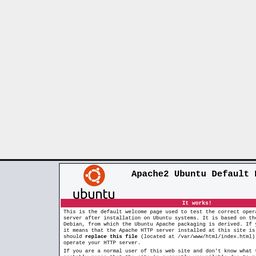 Apache2 Ubuntu Default
ubuntu
It works!
This is the default welcome page used to test the correct
server after installation on Ubuntu systems. It is based on the
Debian, from which the Ubuntu Apache packaging is derived. If
it means that the Apache HTTP server installed at this site is
should replace this file (located at /var/www/html/index.html)
operate your HTTP server.
If you are a normal user of this web site and don't know what